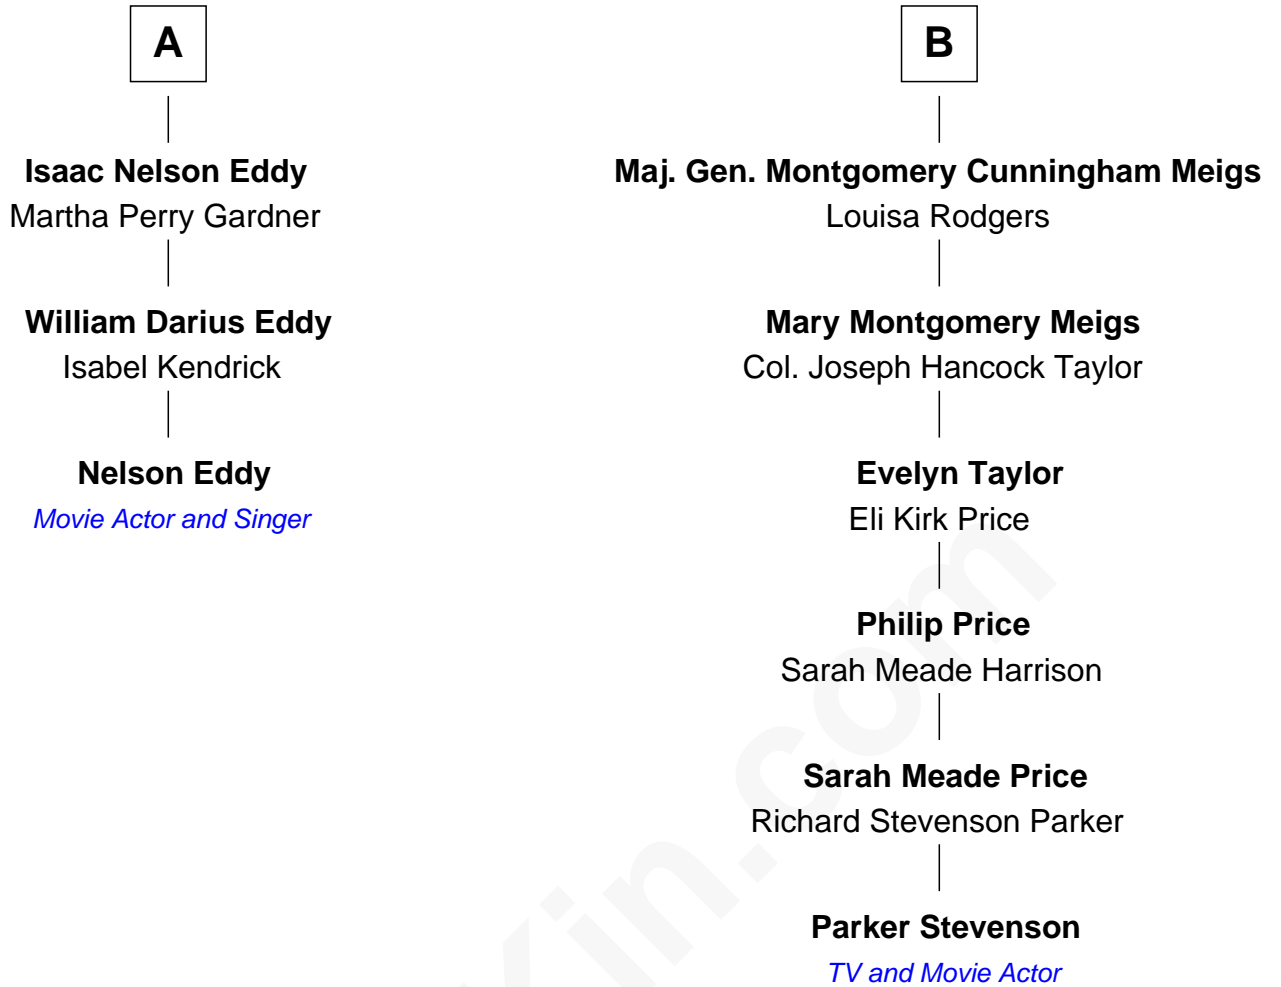 A
Isaac Nelson Eddy
Martha Perry Gardner
William Darius Eddy
Isabel Kendrick
Nelson Eddy
Movie Actor and Singer
B
Maj. Gen. Montgomery Cunningham Meigs
Louisa Rodgers
Mary Montgomery Meigs
Col. Joseph Hancock Taylor
Evelyn Taylor
Eli Kirk Price
Philip Price
Sarah Meade Harrison
Sarah Meade Price
Richard Stevenson Parker
Parker Stevenson
TV and Movie Actor
Kin.com